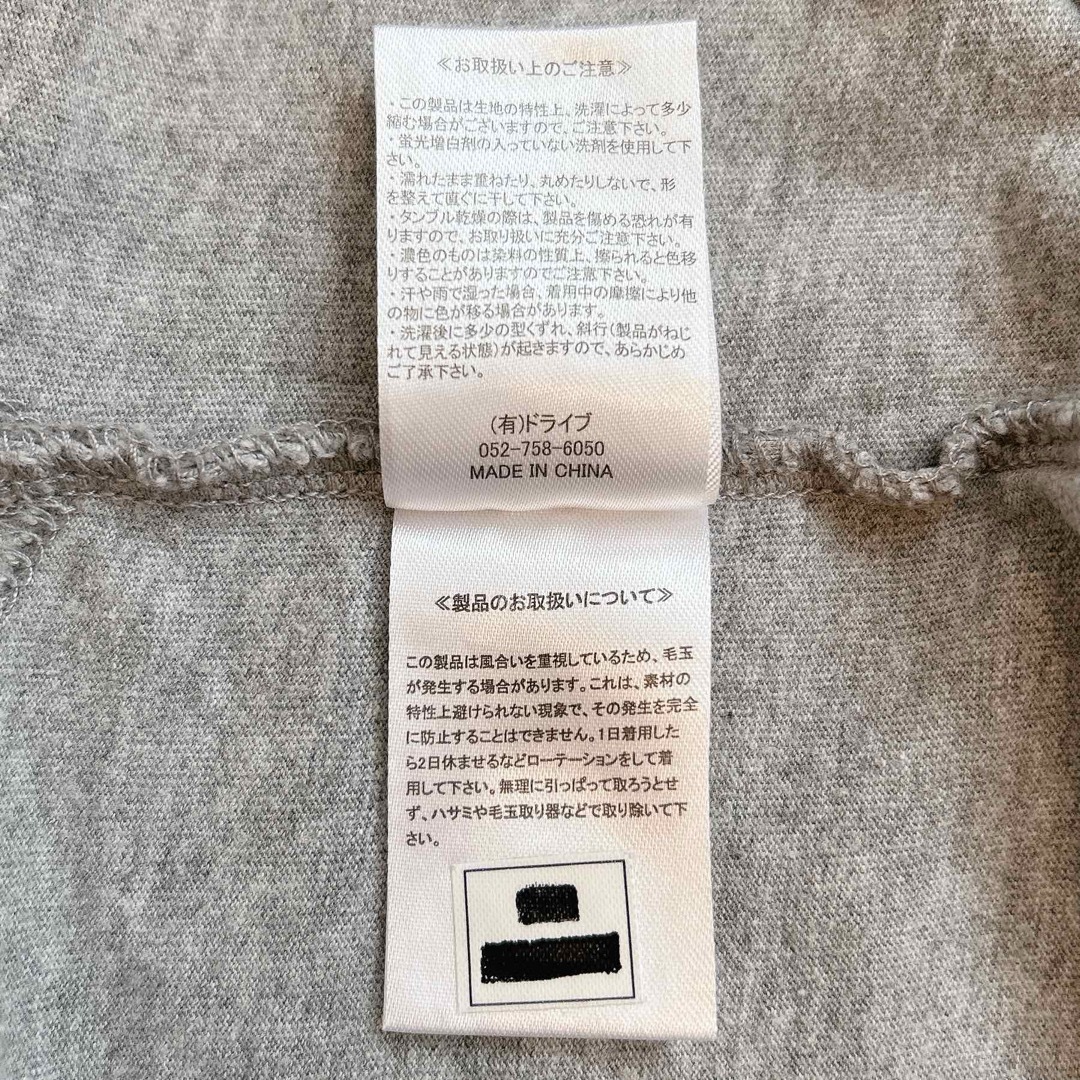 ≪お取扱い上のご注意≫
・この製品は生地の特性上、洗濯によって多少
縮む場合がございますので、ご注意下さい。
・蛍光増白剤の入っていない洗剤を使用して下
さい。
・濡れたまま重ねたり、丸めたりしないで、形
を整えて直ぐに干して下さい。
・タンブル乾燥の際は、製品を傷める恐れが有
りますので、お取り扱いに充分ご注意下さい。
・濃色のものは染料の性質上、擦られると色移
りすることがありますのでご注意下さい。
・汗や雨で湿った場合、着用中の摩擦により他
の物に色が移る場合があります。
・洗濯後に多少の型くずれ、斜行(製品がねじ
れて見える状態)が起きますので、あらかじめ
ご了承下さい。
(有)ドライブ
052-758-6050
MADE IN CHINA
≪製品のお取扱いについて≫
この製品は風合いを重視しているため、毛玉
が発生する場合があります。これは、素材の
特性上避けられない現象で、その発生を完全
に防止することはできません。1日着用した
ら2日休ませるなどローテーションをして着
用して下さい。無理に引っぱって取ろうとせ
ず、ハサミや毛玉取り器などで取り除いて下
さい。